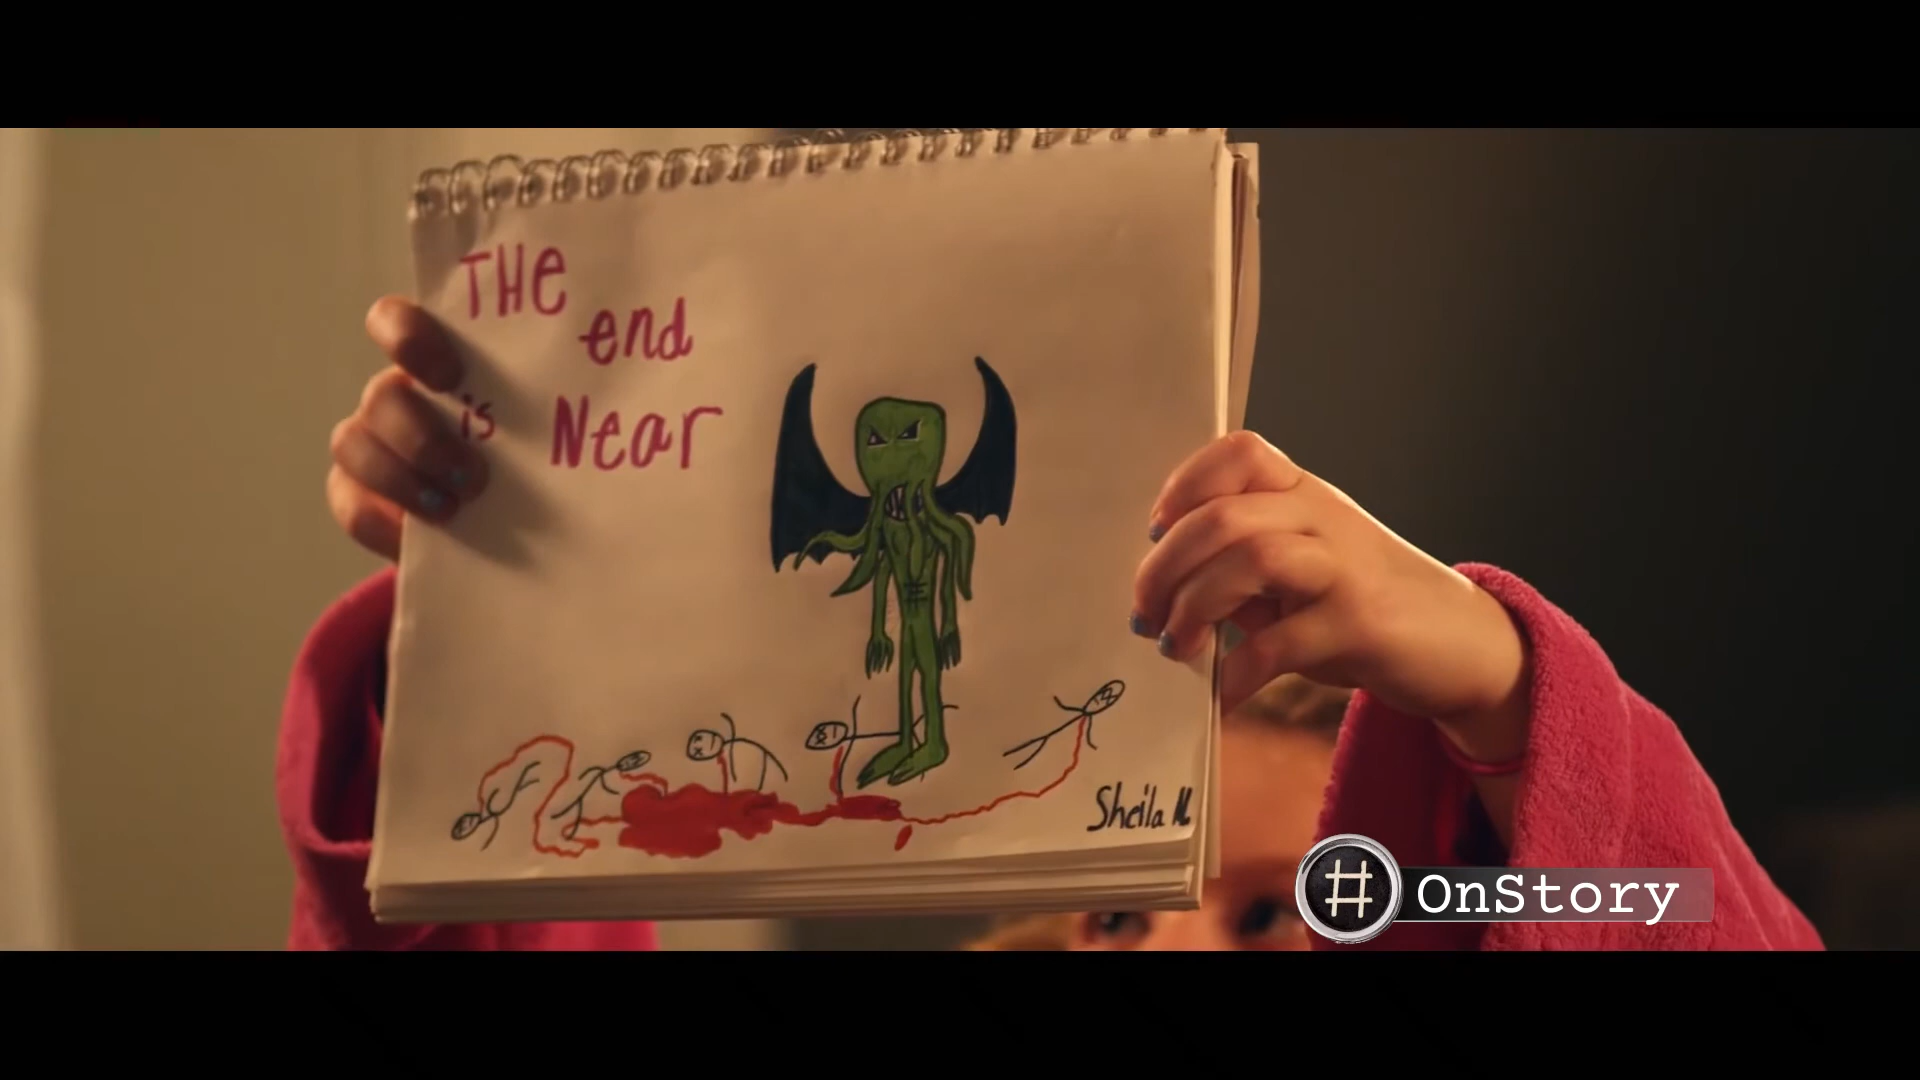 THe
end
is Near
Sheila M.
# OnStory